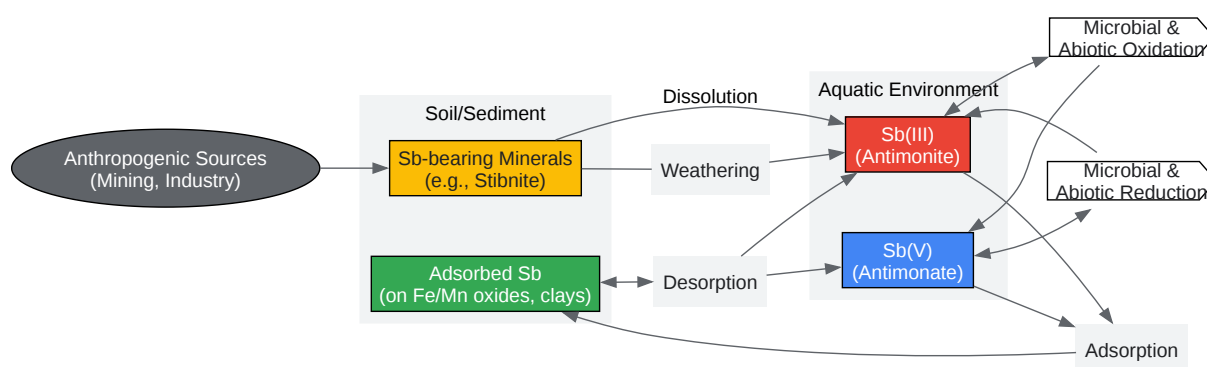 Anthropogenic Sources
(Mining, Industry)
Soil/Sediment
Sb-bearing Minerals
(e.g., Stibnite)
Adsorbed Sb
(on Fe/Mn oxides, clays)
Dissolution
Weathering
Desorption
Aquatic Environment
Sb(III)
(Antimonite)
Sb(V)
(Antimonate)
Microbial &
Abiotic Oxidation
Microbial &
Abiotic Reduction
Adsorption